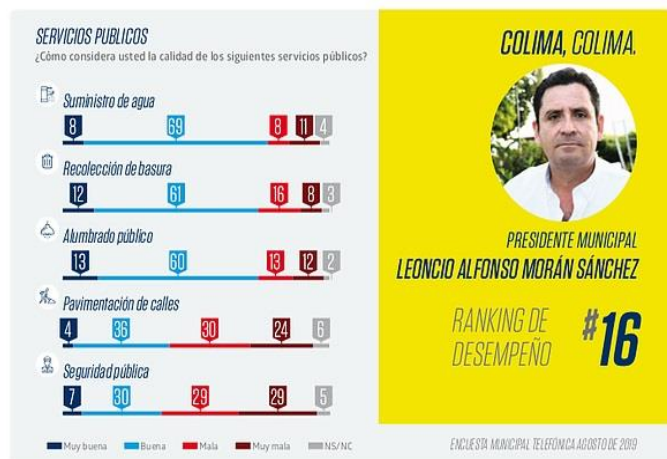 SERVICIOS PUBLICOS
¿Cómo considera usted la calidad de los siguientes servicios públicos?
Suministro de agua
8 69 8 11 4
Recolección de basura
12 61 16 8 3
Alumbrado público
13 60 13 12 2
Pavimentación de calles
4 36 30 24 6
Seguridad pública
7 30 29 29 5
Muy buena Buena Mala Muy mala NS/NC
COLIMA, COLIMA.
PRESIDENTE MUNICIPAL
LEONCIO ALFONSO MORÁN SÁNCHEZ
RANKING DE
DESEMPEÑO
#16
ENCUESTA MUNICIPAL TELEFÓNICA AGOSTO DE 2019